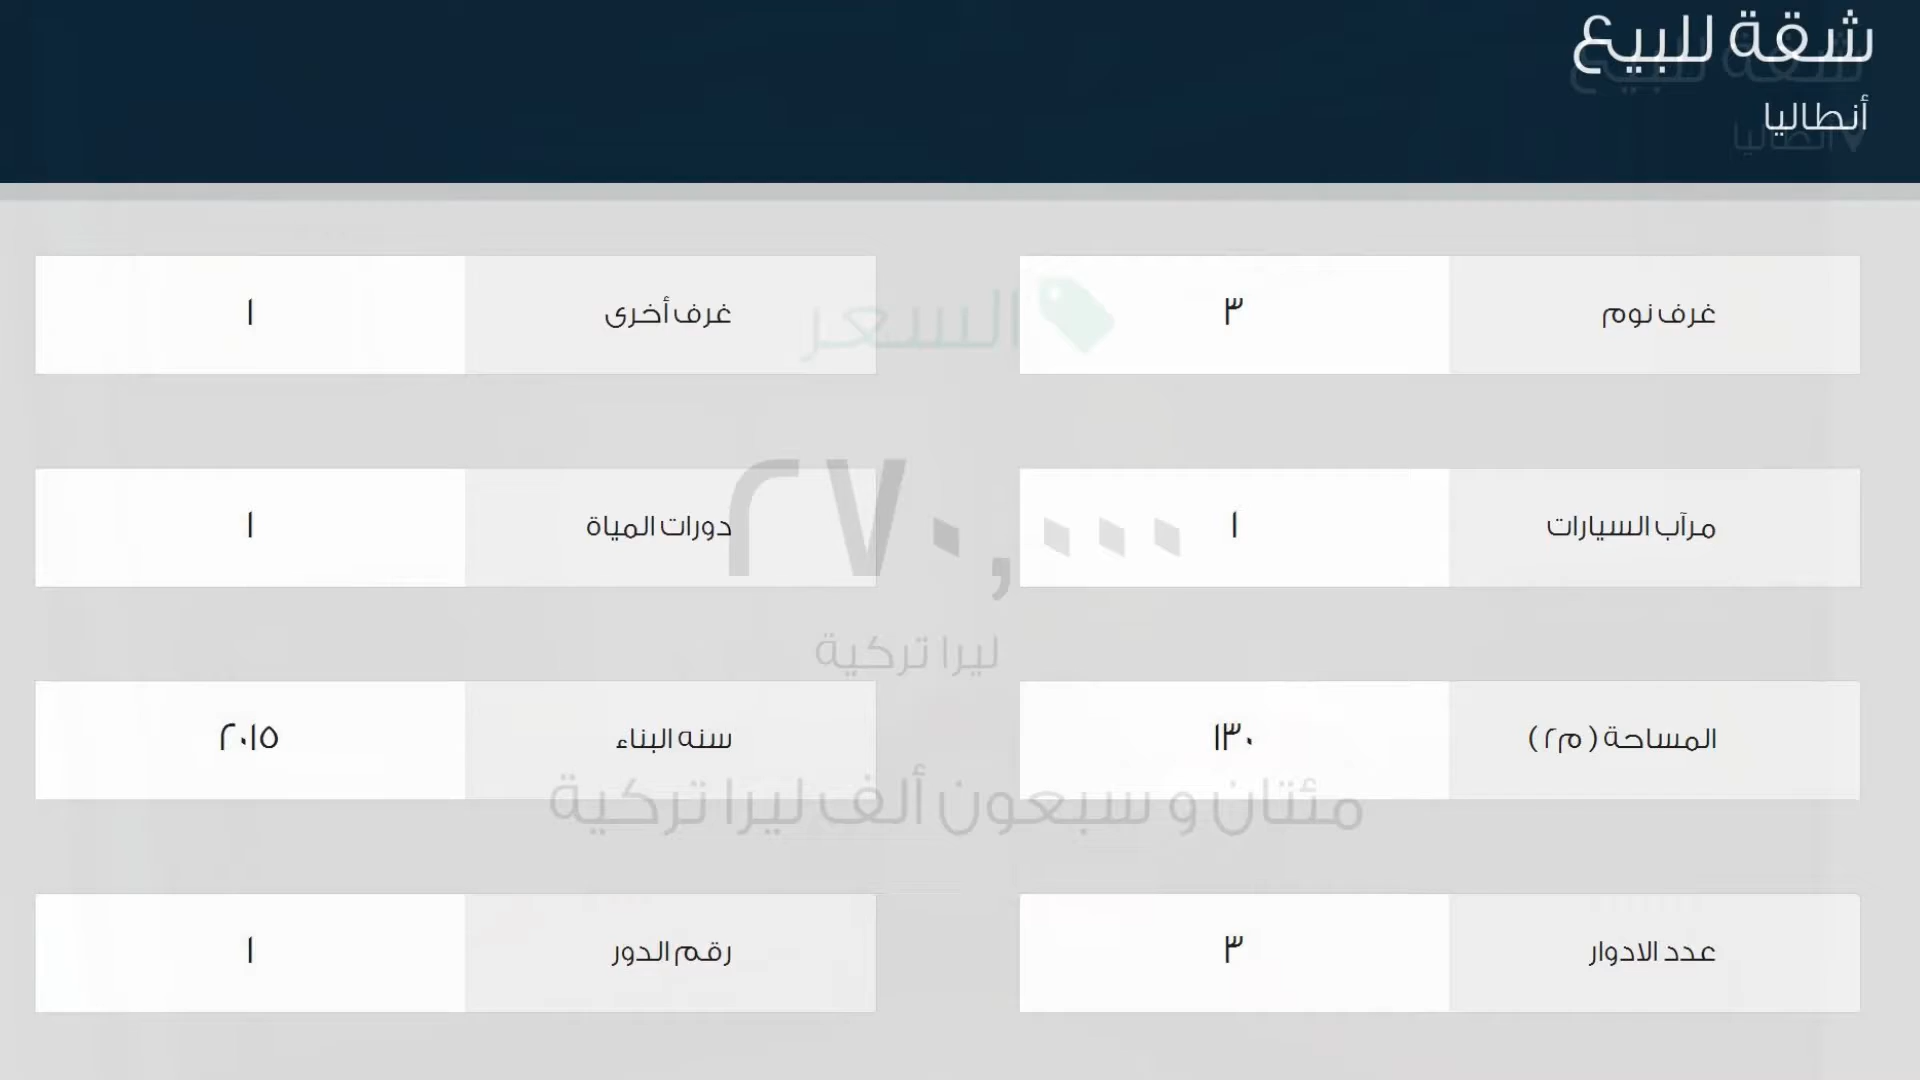 شقة للبيع
أنطاليا
السعر
غرف نوم ٣ غرف أخرى ١
مرآب السيارات ١ دورات المياة ١
٢٧٠,٠٠٠
ليرا تركية
المساحة ( م٢ ) ١٣٠ سنه البناء ٢٠١٥
مئتان و سبعون ألف ليرا تركية
عدد الادوار ٣ رقم الدور ١